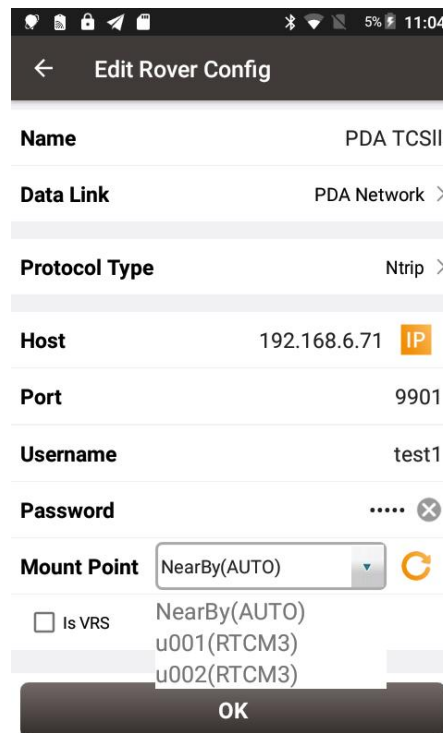 5% 11:04
Edit Rover Config
Name PDA TCSll
Data Link PDA Network
Protocol Type Ntrip
Host 192.168.6.71 IP
Port 9901
Username test1
Password •••••
Mount Point NearBy(AUTO)
Is VRS
NearBy(AUTO)
u001(RTCM3)
u002(RTCM3)
OK